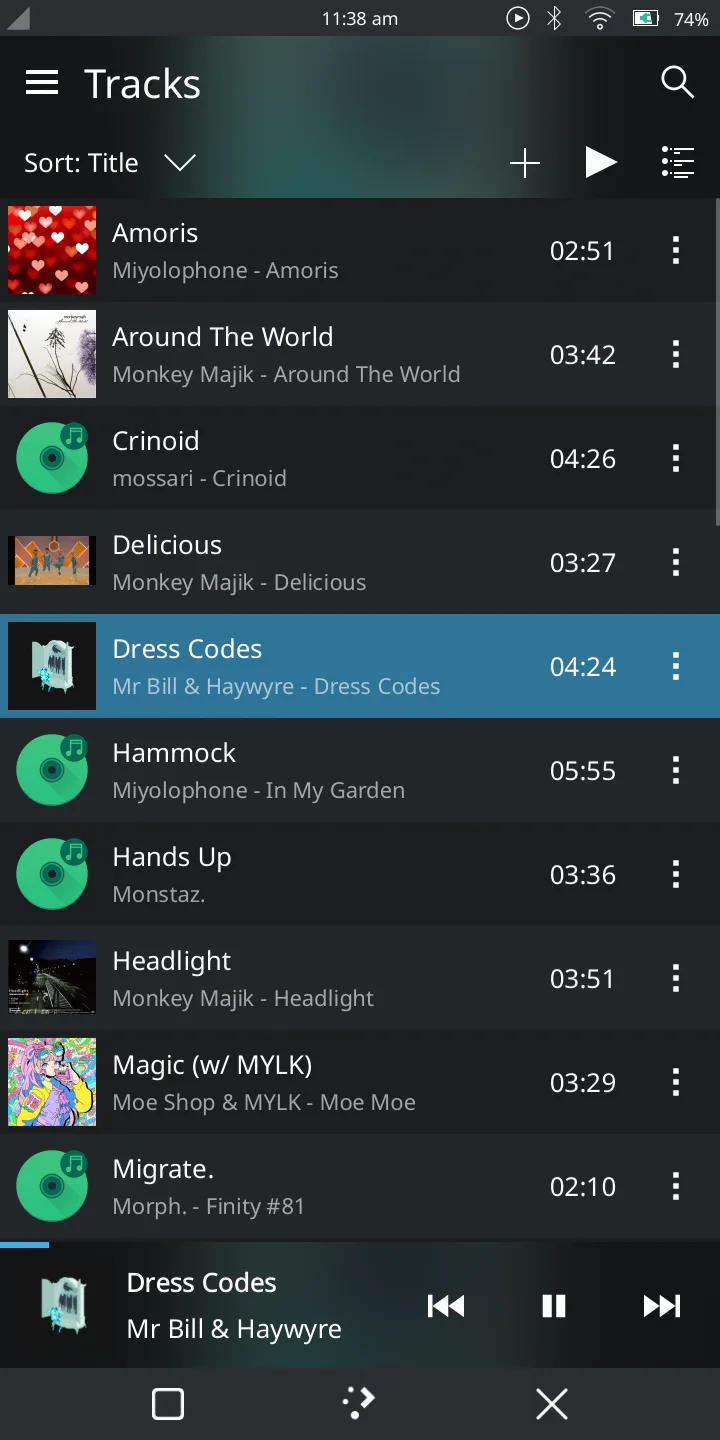 11:38 am
74%
Tracks
Sort: Title
Amoris
02:51
Miyolophone - Amoris
Around The World
03:42
Monkey Majik - Around The World
Crinoid
04:26
mossari - Crinoid
Delicious
03:27
Monkey Majik - Delicious
Dress Codes
04:24
Mr Bill & Haywyre - Dress Codes
Hammock
05:55
Miyolophone - In My Garden
Hands Up
03:36
Monstaz.
Headlight
03:51
Monkey Majik - Headlight
Magic (w/ MYLK)
03:29
Moe Shop & MYLK - Moe Moe
Migrate.
02:10
Morph. - Finity #81
Dress Codes
Mr Bill & Haywyre